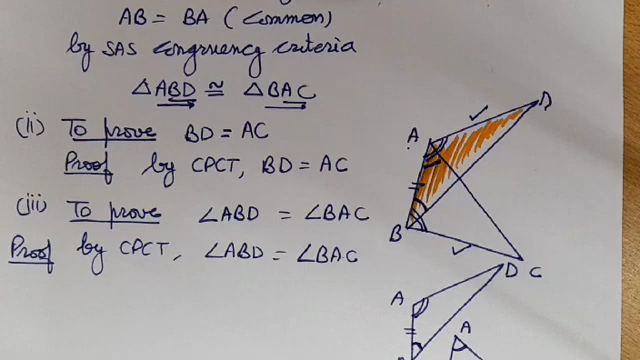 AB = BA (Common)
by SAS Congruency criteria
△ABD ≅ △BAC
(ii) To prove BD = AC
Proof by CPCT, BD = AC
(iii) To prove ∠ABD = ∠BAC
Proof by CPCT, ∠ABD = ∠BAC
D
A
B
C
D
A
A